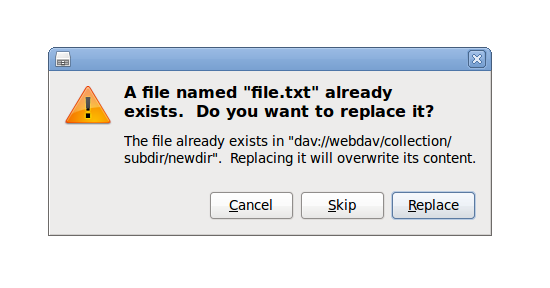 A file named "file.txt" already
exists.  Do you want to replace it?
The file already exists in "dav://webdav/collection/
subdir/newdir".  Replacing it will overwrite its content.
Cancel Skip Replace